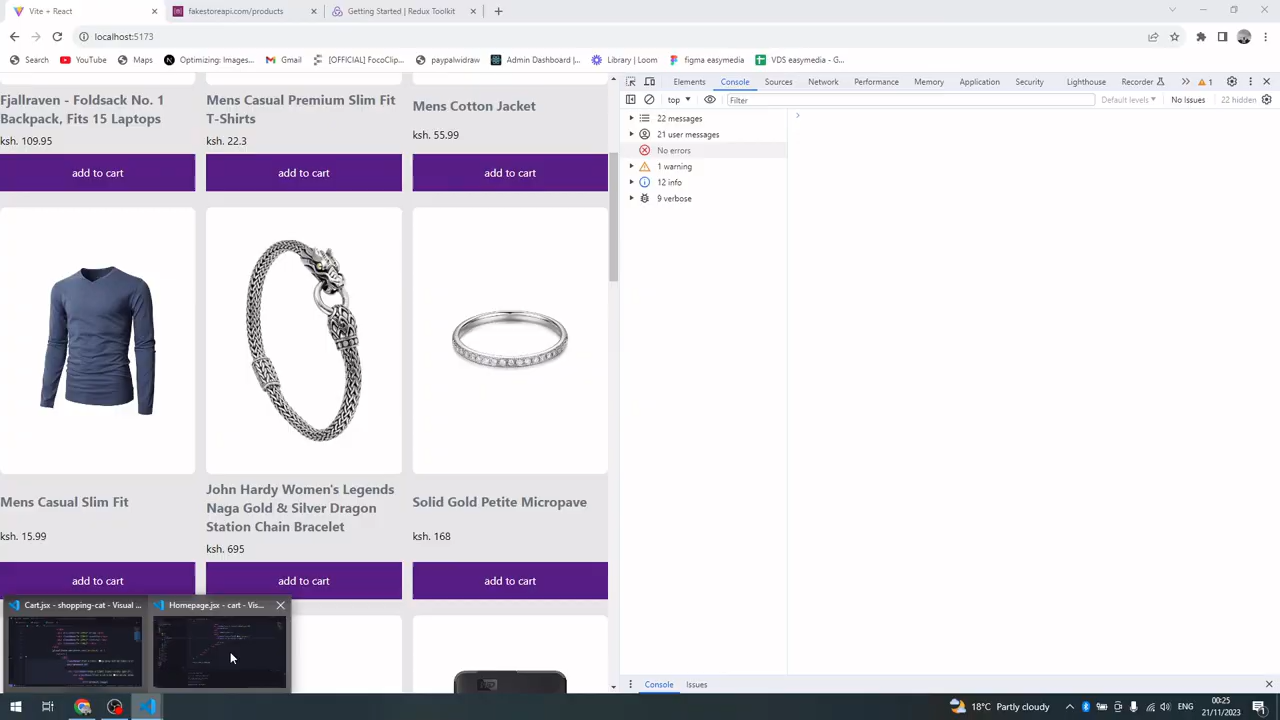 Vite + React
fakestoreapi.com/products
Getting Started | Redux Toolkit
localhost:5173
Search
YouTube
Maps
Optimizing: Images...
Gmail
[OFFICIAL] FocoClip...
paypalwidraw
Admin Dashboard |...
Library | Loom
figma easymedia
VDS easymedia - G...
Elements
Console
Sources
Network
Performance
Memory
Application
Security
Lighthouse
Recorder
1
top
Filter
Default levels
No Issues
22 hidden
22 messages
21 user messages
No errors
1 warning
12 info
9 verbose
Fjallraven - Foldsack No. 1
Backpack, Fits 15 Laptops
ksh. 109.95
add to cart
Mens Casual Premium Slim Fit
T-Shirts
ksh. 22.3
add to cart
Mens Cotton Jacket
ksh. 55.99
add to cart
Mens Casual Slim Fit
ksh. 15.99
add to cart
John Hardy Women's Legends
Naga Gold & Silver Dragon
Station Chain Bracelet
ksh. 695
add to cart
Solid Gold Petite Micropave
ksh. 168
add to cart
Cart.jsx - shopping-cat - Visual ...
Homepage.jsx - cart - Vis...
Console
Issues
18°C Partly cloudy
ENG
00:25
21/11/2023